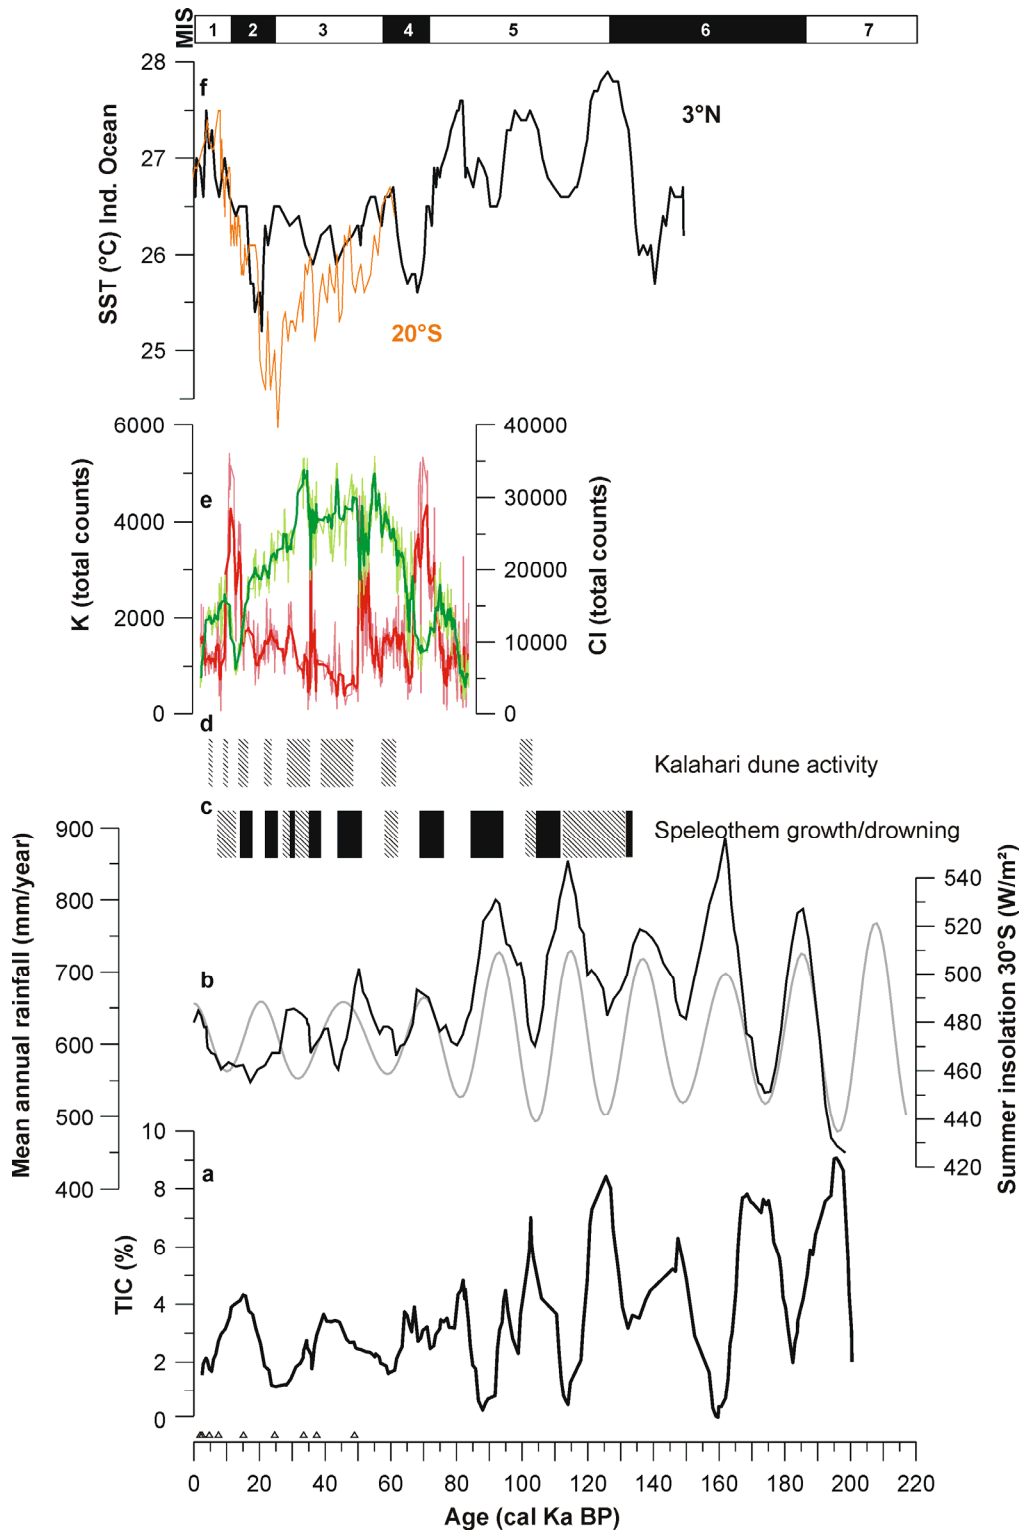 MIS
1 2 3 4 5 6 7
28
f
3°N
27
SST (°C) Ind. Ocean
26
20°S
25
6000
40000
K (total counts)
e
30000
Cl (total counts)
4000
20000
2000
10000
0
0
d
Kalahari dune activity
c
Speleothem growth/drowning
900
Mean annual rainfall (mm/year)
540
Summer insolation 30°S (W/m²)
800
520
700
b
500
480
600
460
500
440
10
a
420
400
8
TIC (%)
6
4
2
0
0 20 40 60 80 100 120 140 160 180 200 220
Age (cal Ka BP)